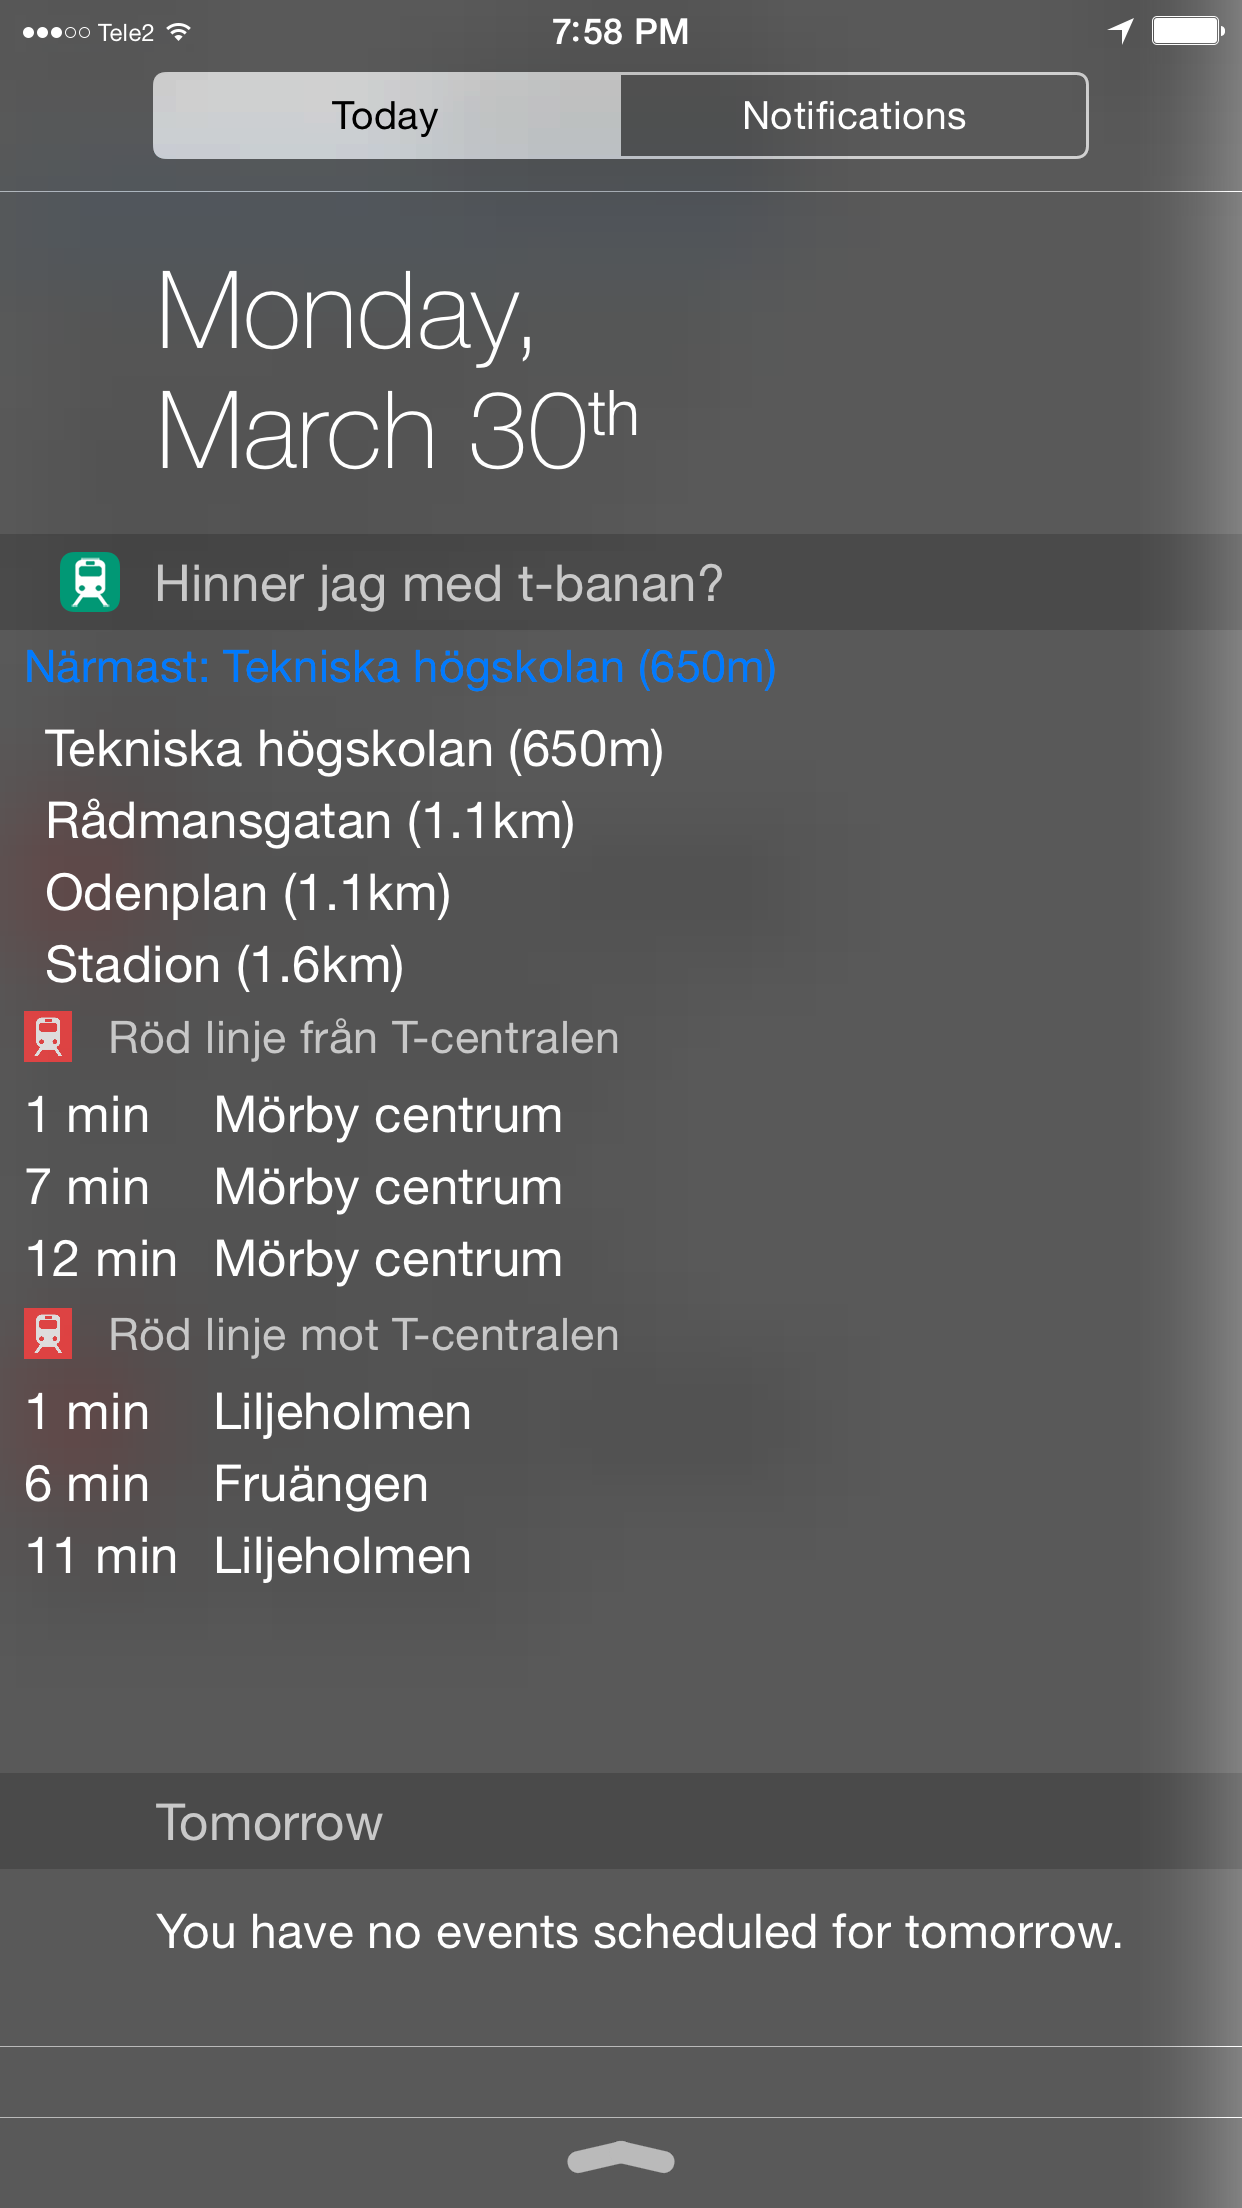 Tele2 7:58 PM
Today Notifications
Monday,
March 30th
Hinner jag med t-banan?
Närmast: Tekniska högskolan (650m)
Tekniska högskolan (650m)
Rådmansgatan (1.1km)
Odenplan (1.1km)
Stadion (1.6km)
Röd linje från T-centralen
1 min Mörby centrum
7 min Mörby centrum
12 min Mörby centrum
Röd linje mot T-centralen
1 min Liljeholmen
6 min Fruängen
11 min Liljeholmen
Tomorrow
You have no events scheduled for tomorrow.